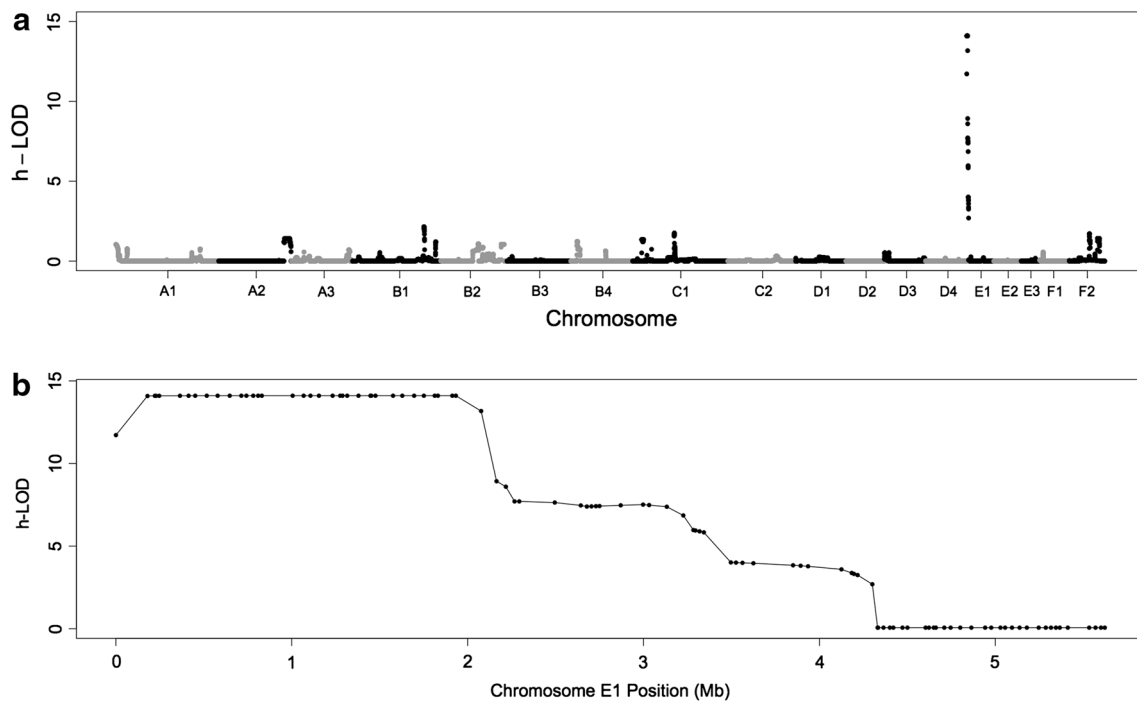 a
15
10
5
0
h – LOD
A1 A2 A3 B1 B2 B3 B4 C1 C2 D1 D2 D3 D4 E1 E2 E3 F1 F2
Chromosome
b
15
10
5
0
h-LOD
0 1 2 3 4 5
Chromosome E1 Position (Mb)